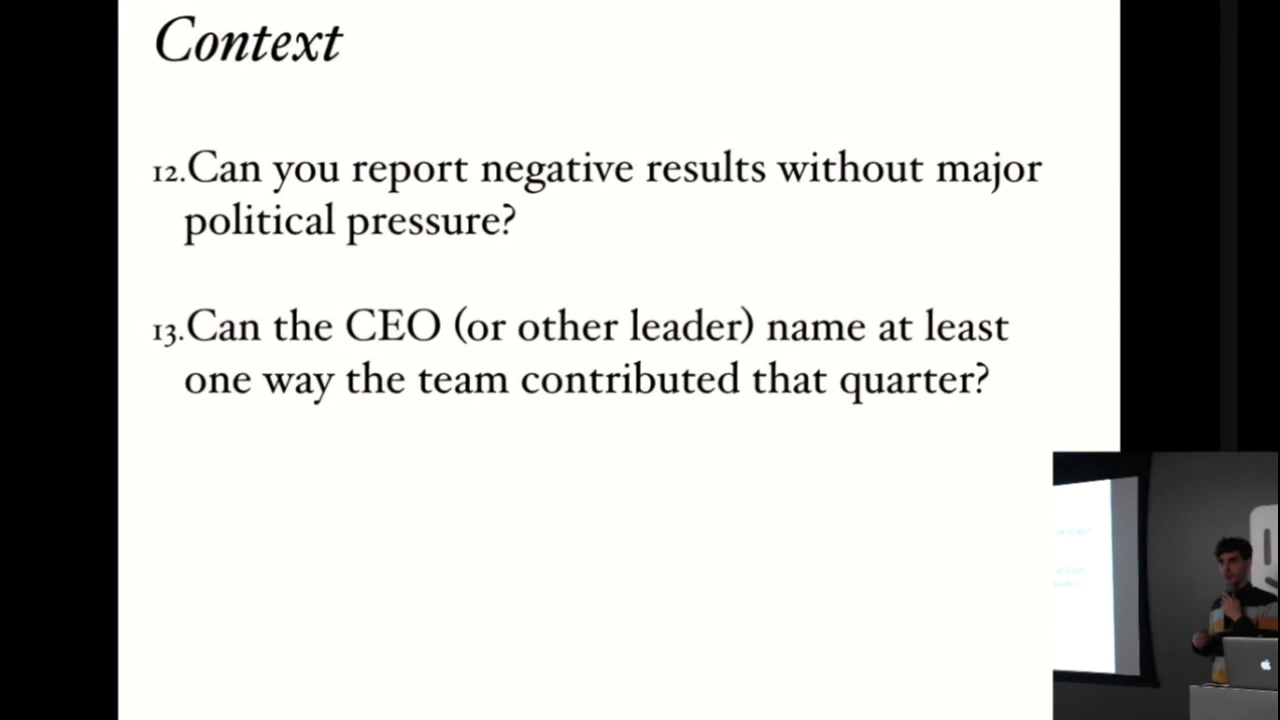 Context
12.Can you report negative results without major
political pressure?
13.Can the CEO (or other leader) name at least
one way the team contributed that quarter?